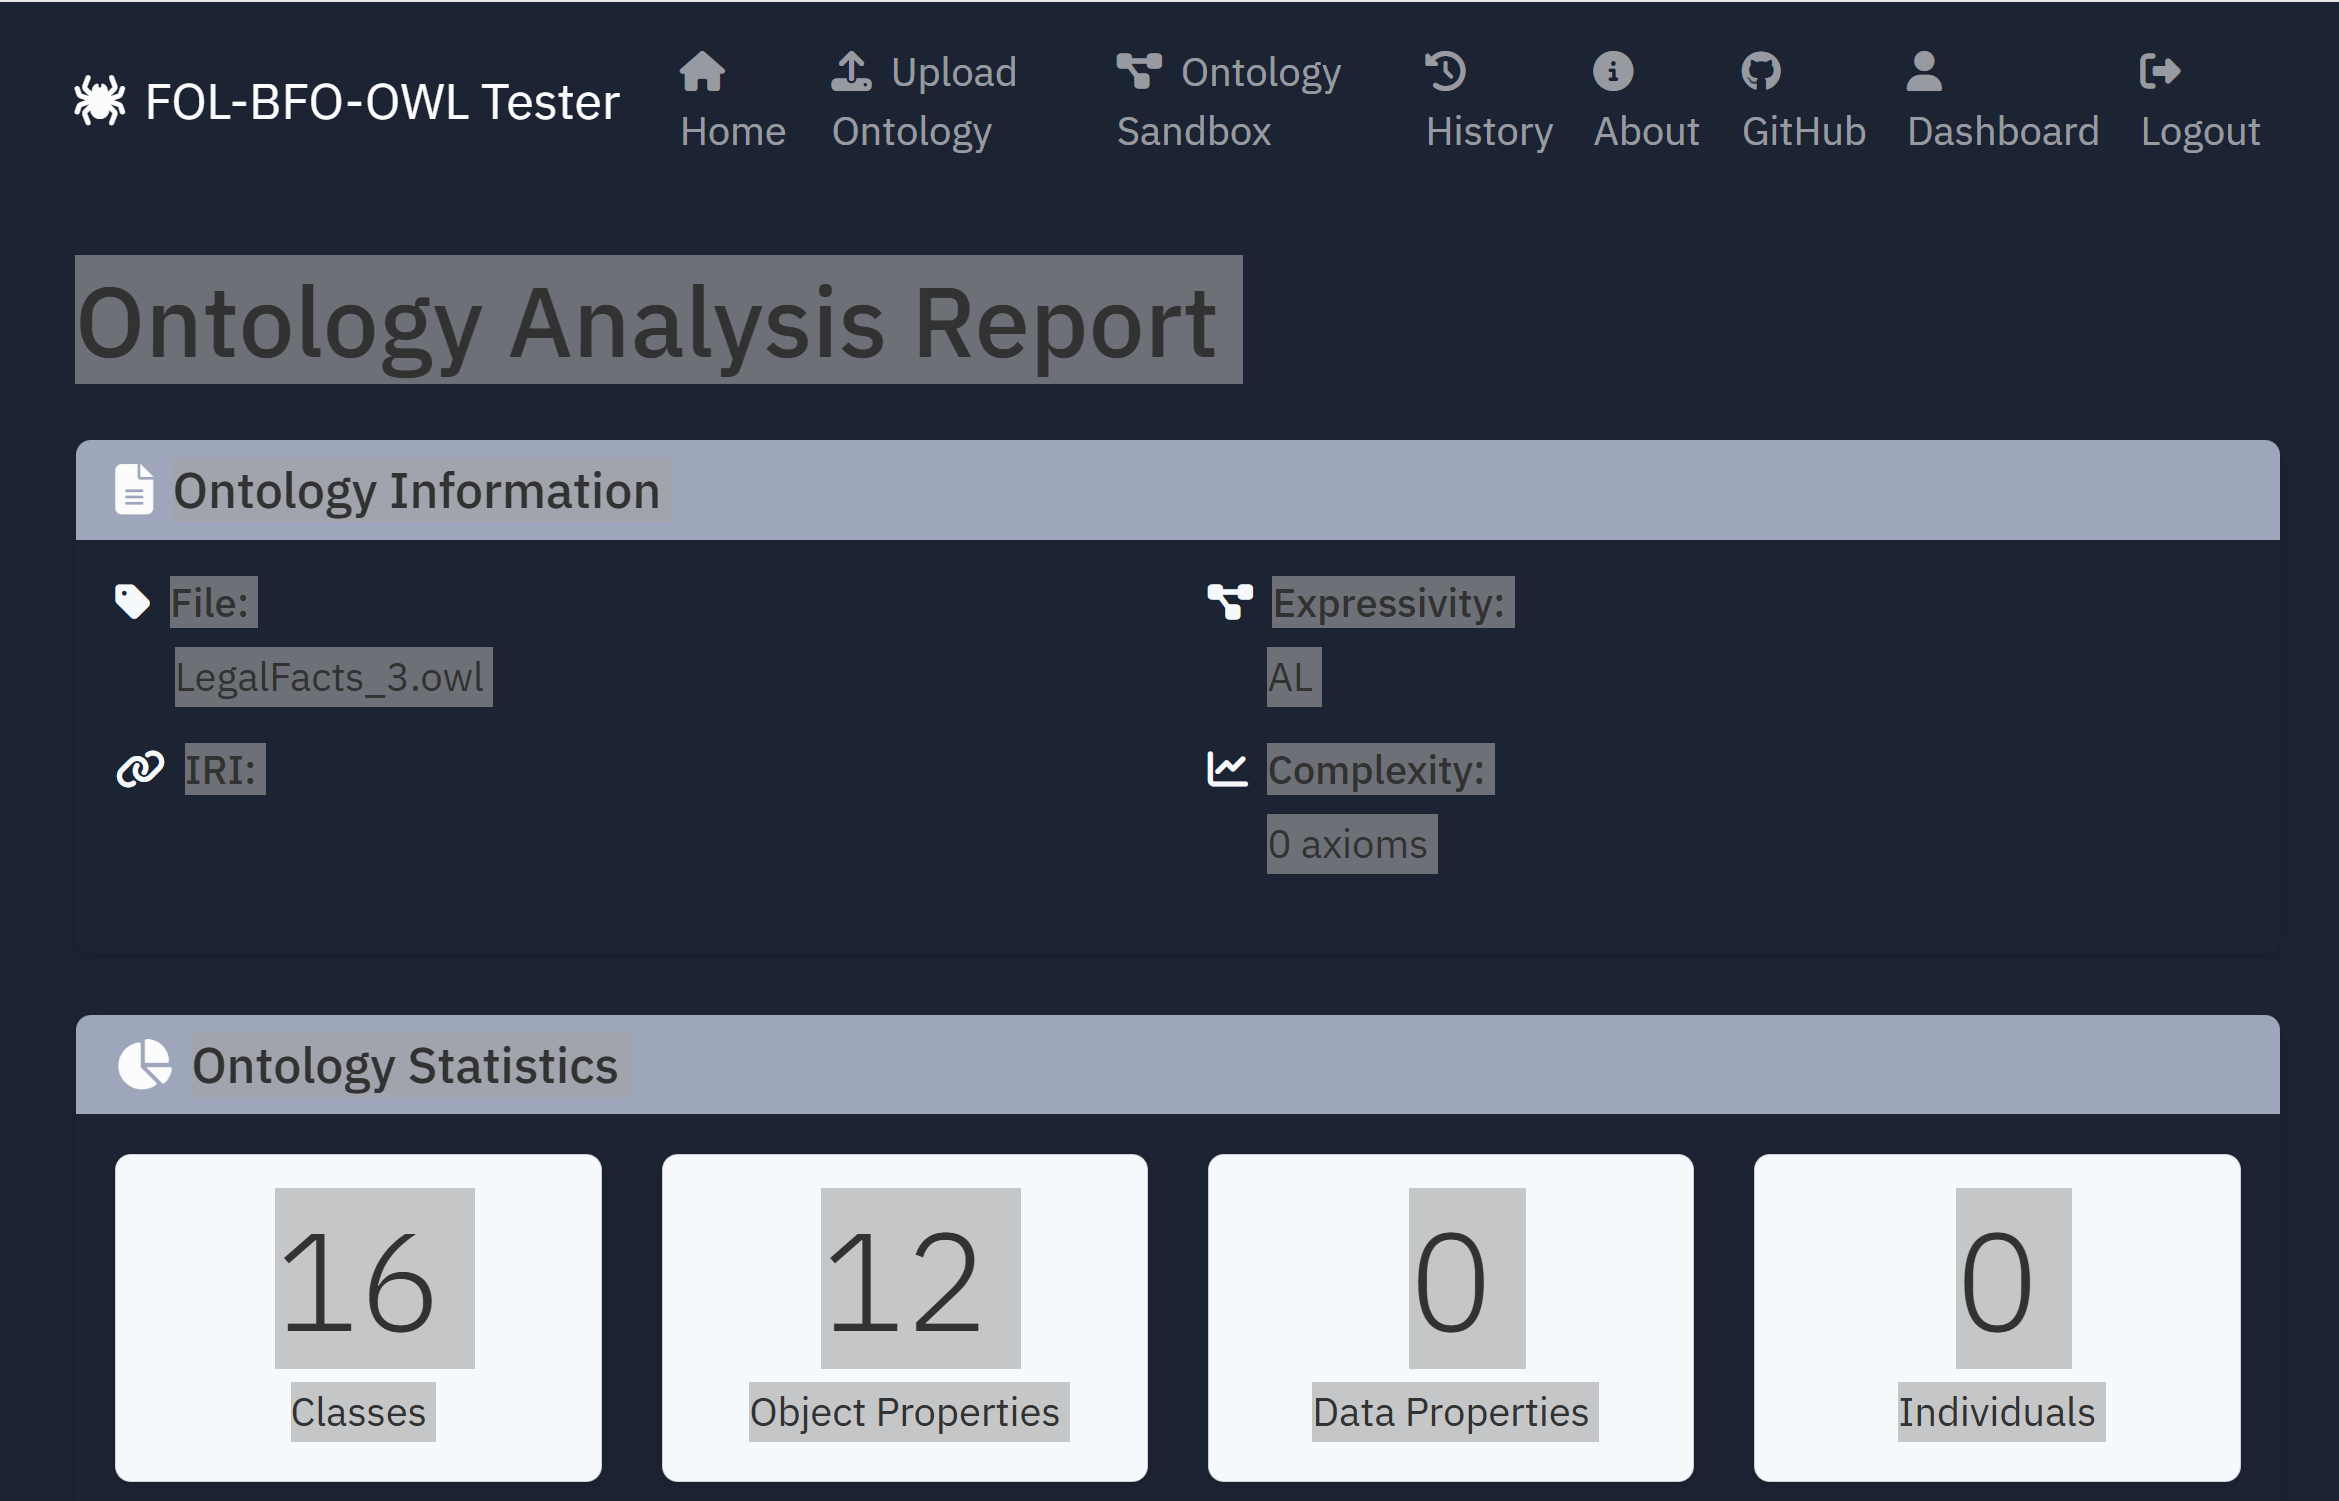 FOL-BFO-OWL Tester
Home
Upload Ontology
Ontology Sandbox
History
About
GitHub
Dashboard
Logout
Ontology Analysis Report
Ontology Information
File:
LegalFacts_3.owl
IRI:
Expressivity:
AL
Complexity:
0 axioms
Ontology Statistics
16
Classes
12
Object Properties
0
Data Properties
0
Individuals